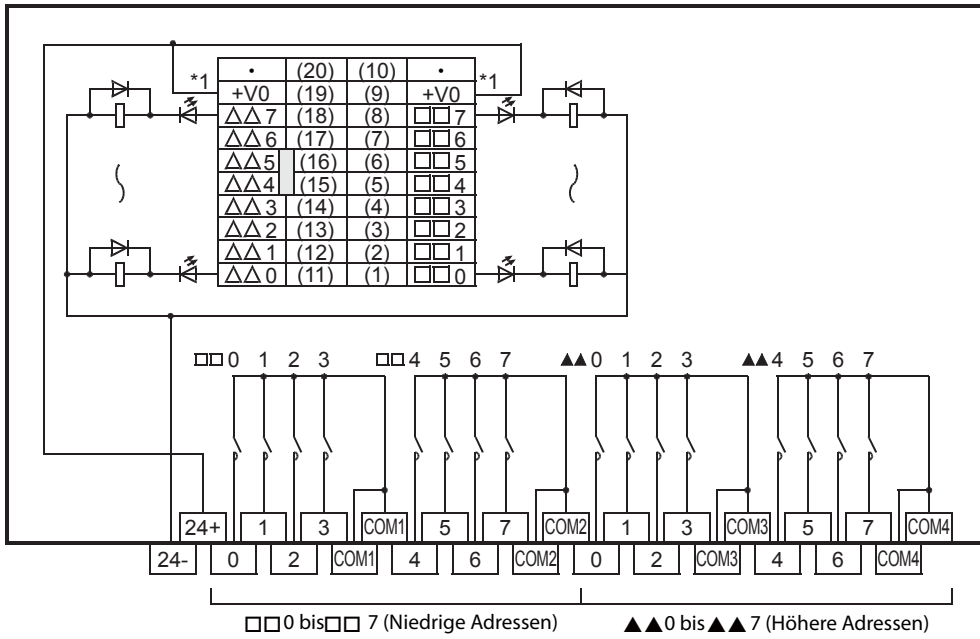 • (20) (10) •
*1 +V0 (19) (9) +V0 *1
△△ 7 (18) (8) □□ 7
△△ 6 (17) (7) □□ 6
△△ 5 (16) (6) □□ 5
△△ 4 (15) (5) □□ 4
△△ 3 (14) (4) □□ 3
△△ 2 (13) (3) □□ 2
△△ 1 (12) (2) □□ 1
△△ 0 (11) (1) □□ 0
□□ 0 1 2 3 □□ 4 5 6 7 ▲▲ 0 1 2 3 ▲▲ 4 5 6 7
24+ 1 3 COM1 5 7 COM2 1 3 COM3 5 7 COM4
24- 0 2 COM1 4 6 COM2 0 2 COM3 4 6 COM4
□□ 0 bis □□ 7 (Niedrige Adressen) ▲▲ 0 bis ▲▲ 7 (Höhere Adressen)